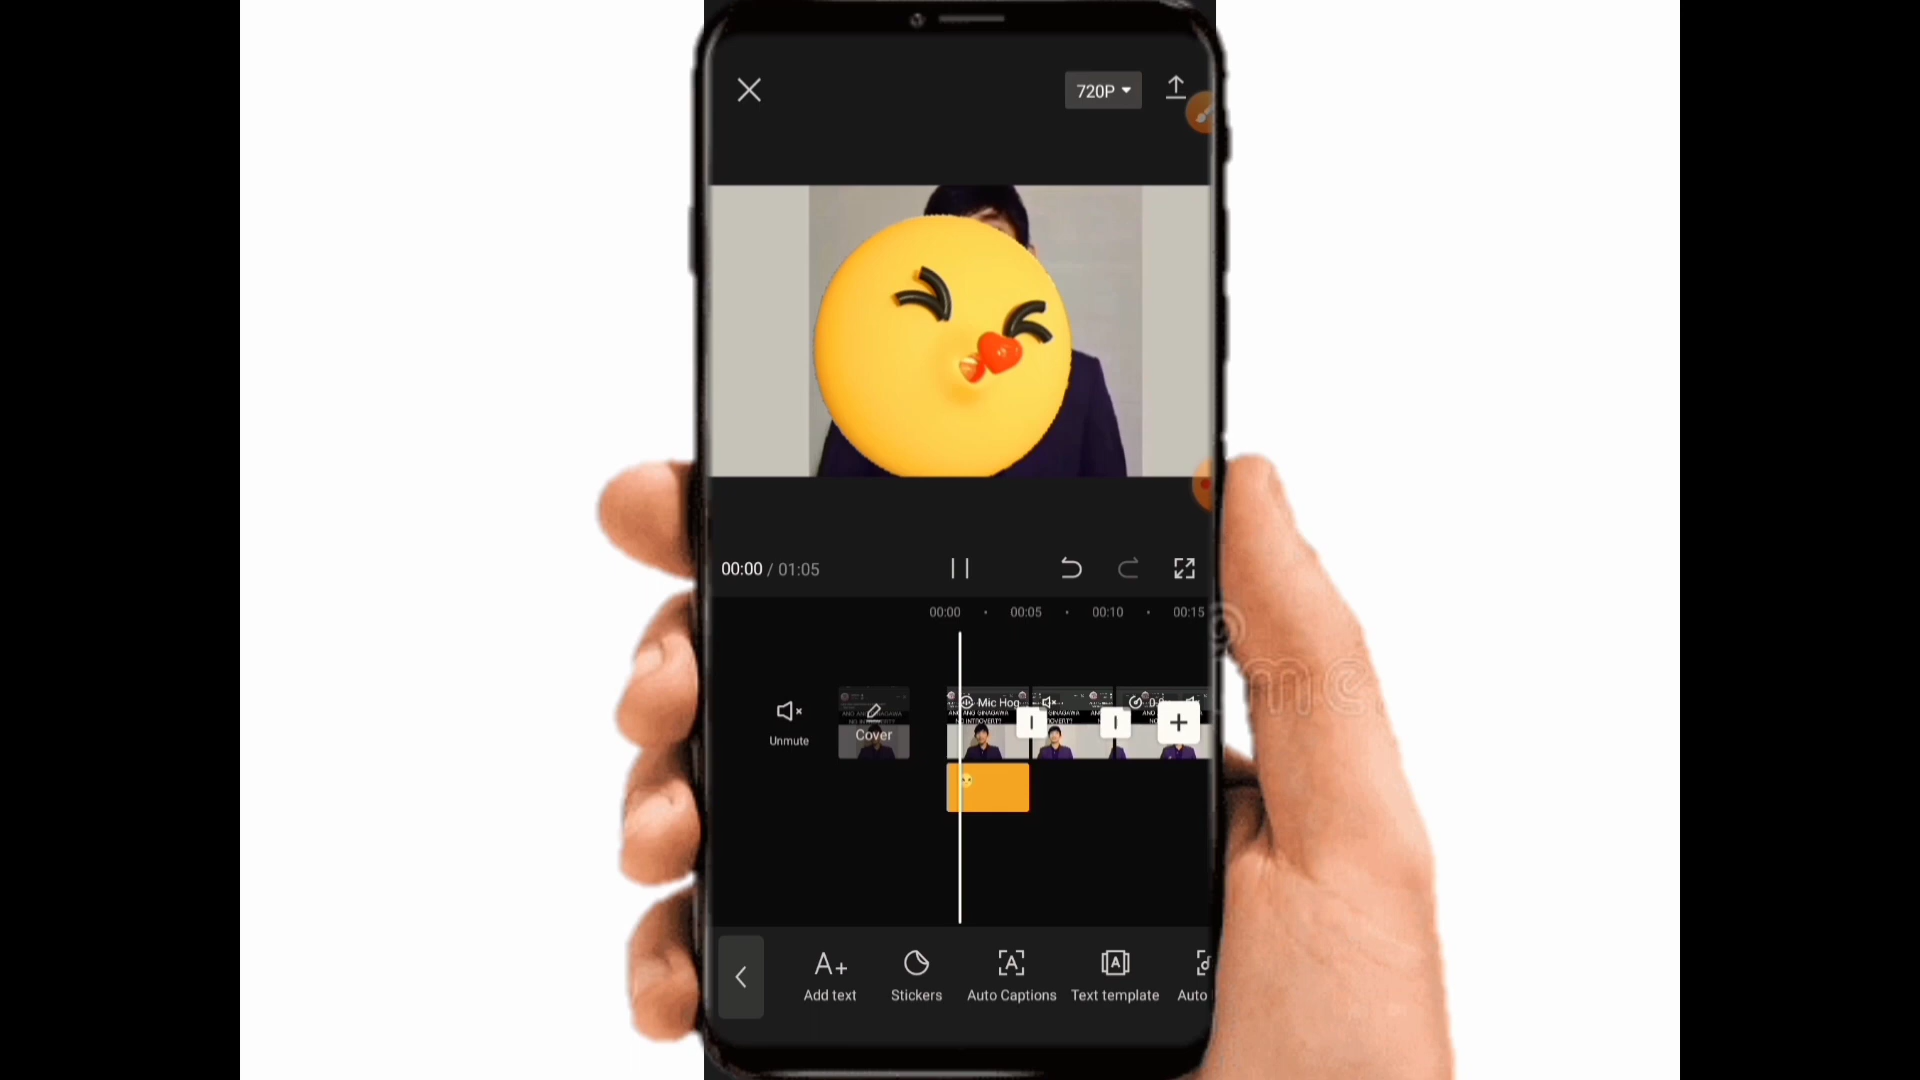 720P
00:00 / 01:05
00:00 00:05 00:10 00:15
Mic Hog
Unmute
Cover
Add text
Stickers
Auto Captions
Text template
Auto
me